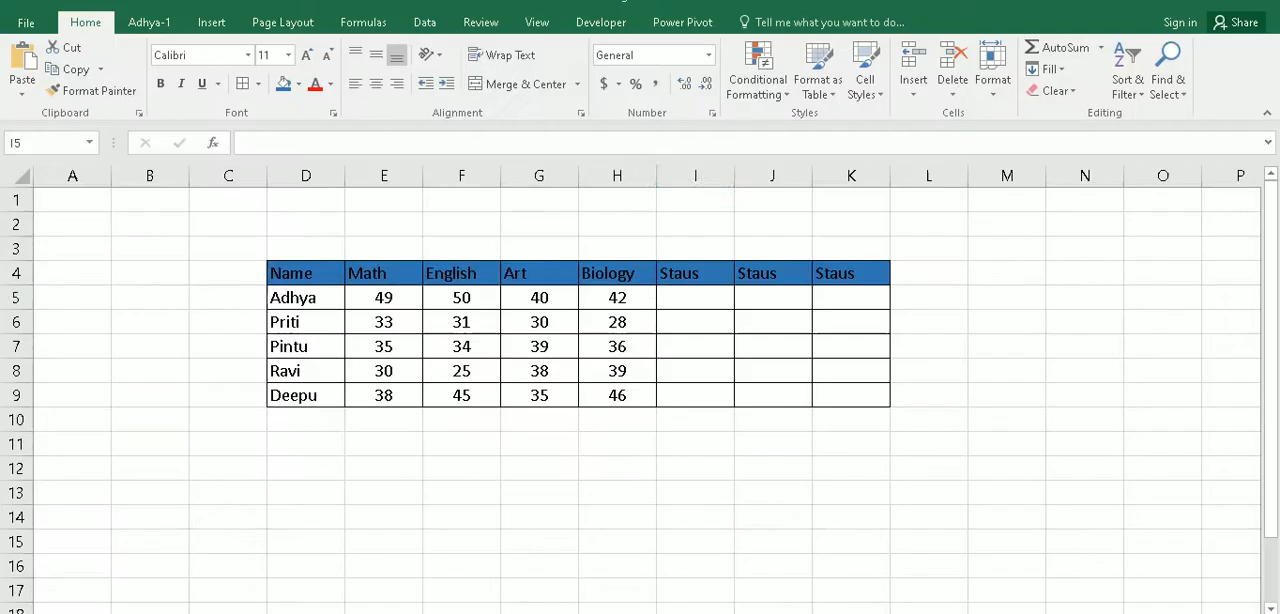 File Home Adhya-1 Insert Page Layout Formulas Data Review View Developer Power Pivot Tell me what you want to do... Sign in Share
Paste Cut
Copy
Format Painter
Clipboard
Calibri 11 A A
B I U A
Font
Wrap Text
Merge & Center
Alignment
General
$ % , .0 .00 .00 .0
Number
Conditional Formatting
Format as Table
Cell Styles
Styles
Insert Delete Format
Cells
AutoSum
Fill
Clear
Sort & Filter
Find & Select
Editing
I5 fx
A B C D E F G H I J K L M N O P
1
2
3
4 Name Math English Art Biology Staus Staus Staus
5 Adhya 49 50 40 42
6 Priti 33 31 30 28
7 Pintu 35 34 39 36
8 Ravi 30 25 38 39
9 Deepu 38 45 35 46
10
11
12
13
14
15
16
17
18